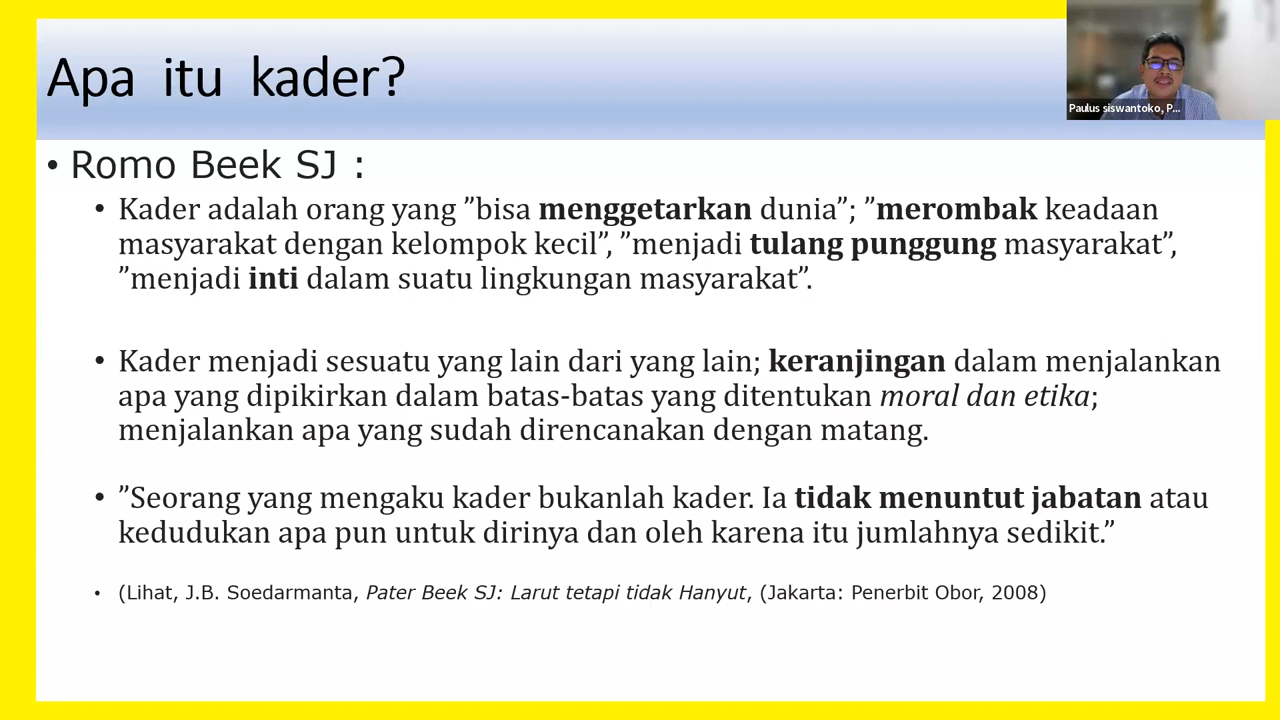 Apa itu kader?
Paulus siswantoko, P...
• Romo Beek SJ :
• Kader adalah orang yang ”bisa menggetarkan dunia”; ”merombak keadaan
masyarakat dengan kelompok kecil”, ”menjadi tulang punggung masyarakat”,
”menjadi inti dalam suatu lingkungan masyarakat”.
• Kader menjadi sesuatu yang lain dari yang lain; keranjingan dalam menjalankan
apa yang dipikirkan dalam batas-batas yang ditentukan moral dan etika;
menjalankan apa yang sudah direncanakan dengan matang.
• ”Seorang yang mengaku kader bukanlah kader. Ia tidak menuntut jabatan atau
kedudukan apa pun untuk dirinya dan oleh karena itu jumlahnya sedikit.”
• (Lihat, J.B. Soedarmanta, Pater Beek SJ: Larut tetapi tidak Hanyut, (Jakarta: Penerbit Obor, 2008)